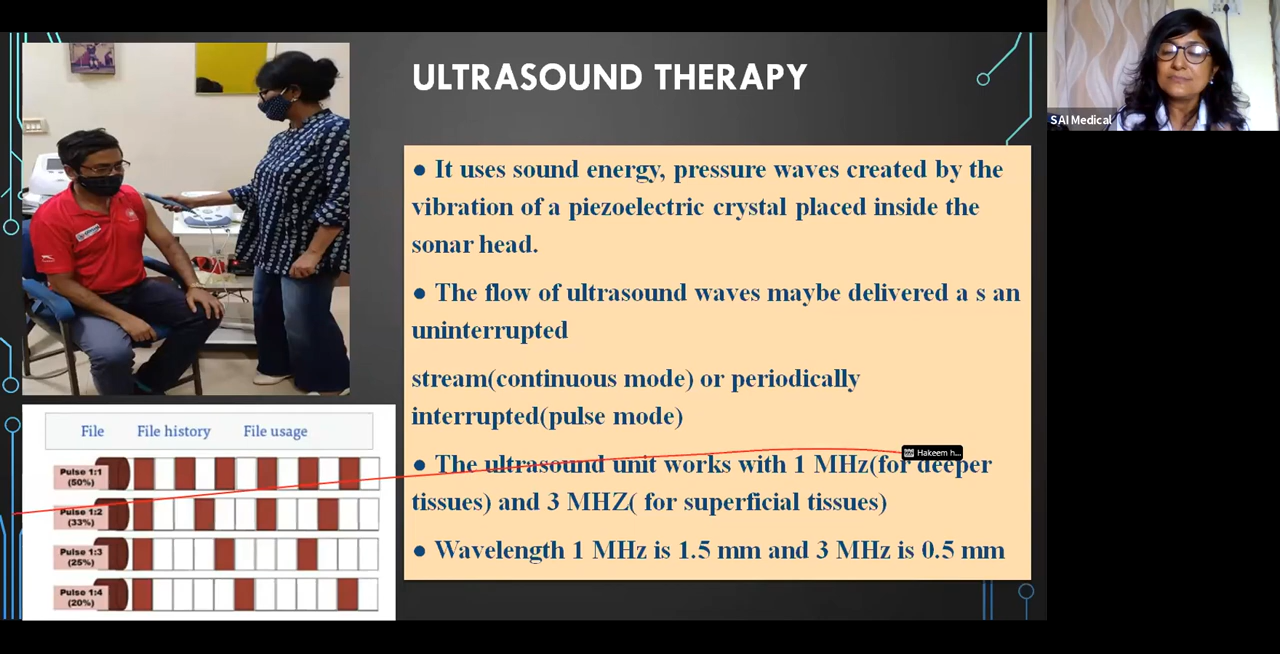 ULTRASOUND THERAPY
SAI Medical
● It uses sound energy, pressure waves created by the
vibration of a piezoelectric crystal placed inside the
sonar head.
● The flow of ultrasound waves maybe delivered a s an
uninterrupted
stream(continuous mode) or periodically
interrupted(pulse mode)
● The ultrasound unit works with 1 MHz(for deeper
tissues) and 3 MHZ( for superficial tissues)
● Wavelength 1 MHz is 1.5 mm and 3 MHz is 0.5 mm
Hakeem h...
File File history File usage
Pulse 1:1
(50%)
Pulse 1:2
(33%)
Pulse 1:3
(25%)
Pulse 1:4
(20%)